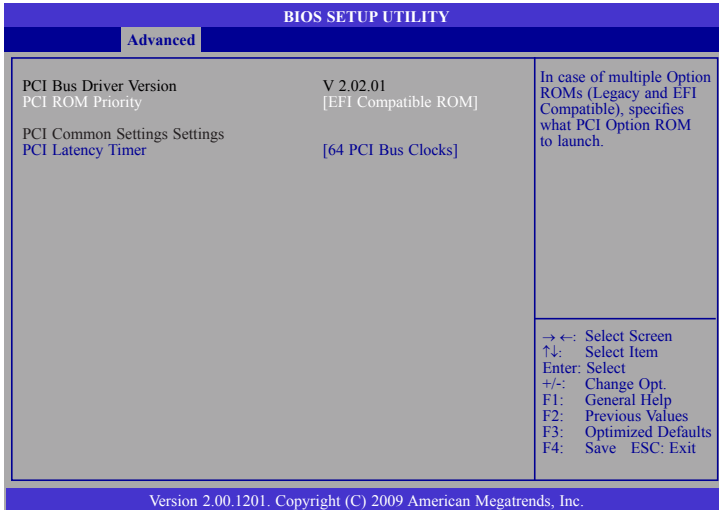 BIOS SETUP UTILITY
Advanced
PCI Bus Driver Version V 2.02.01
PCI ROM Priority [EFI Compatible ROM]
PCI Common Settings Settings
PCI Latency Timer [64 PCI Bus Clocks]
In case of multiple Option
ROMs (Legacy and EFI
Compatible), specifies
what PCI Option ROM
to launch.
→ ←: Select Screen
↑↓: Select Item
Enter: Select
+/-: Change Opt.
F1: General Help
F2: Previous Values
F3: Optimized Defaults
F4: Save ESC: Exit
Version 2.00.1201. Copyright (C) 2009 American Megatrends, Inc.